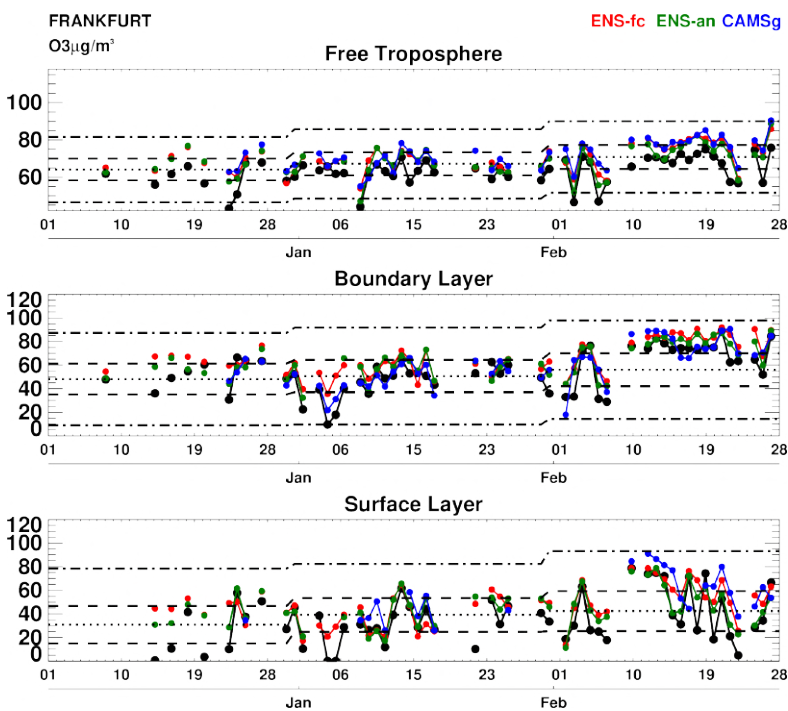 FRANKFURT
ENS-fc ENS-an CAMSg
O3μg/m³
Free Troposphere
100
80
60
01 10 19 28 06 15 23 01 10 19 28
Jan Feb
Boundary Layer
120
100
80
60
40
20
0
01 10 19 28 06 15 23 01 10 19 28
Jan Feb
Surface Layer
120
100
80
60
40
20
0
01 10 19 28 06 15 23 01 10 19 28
Jan Feb